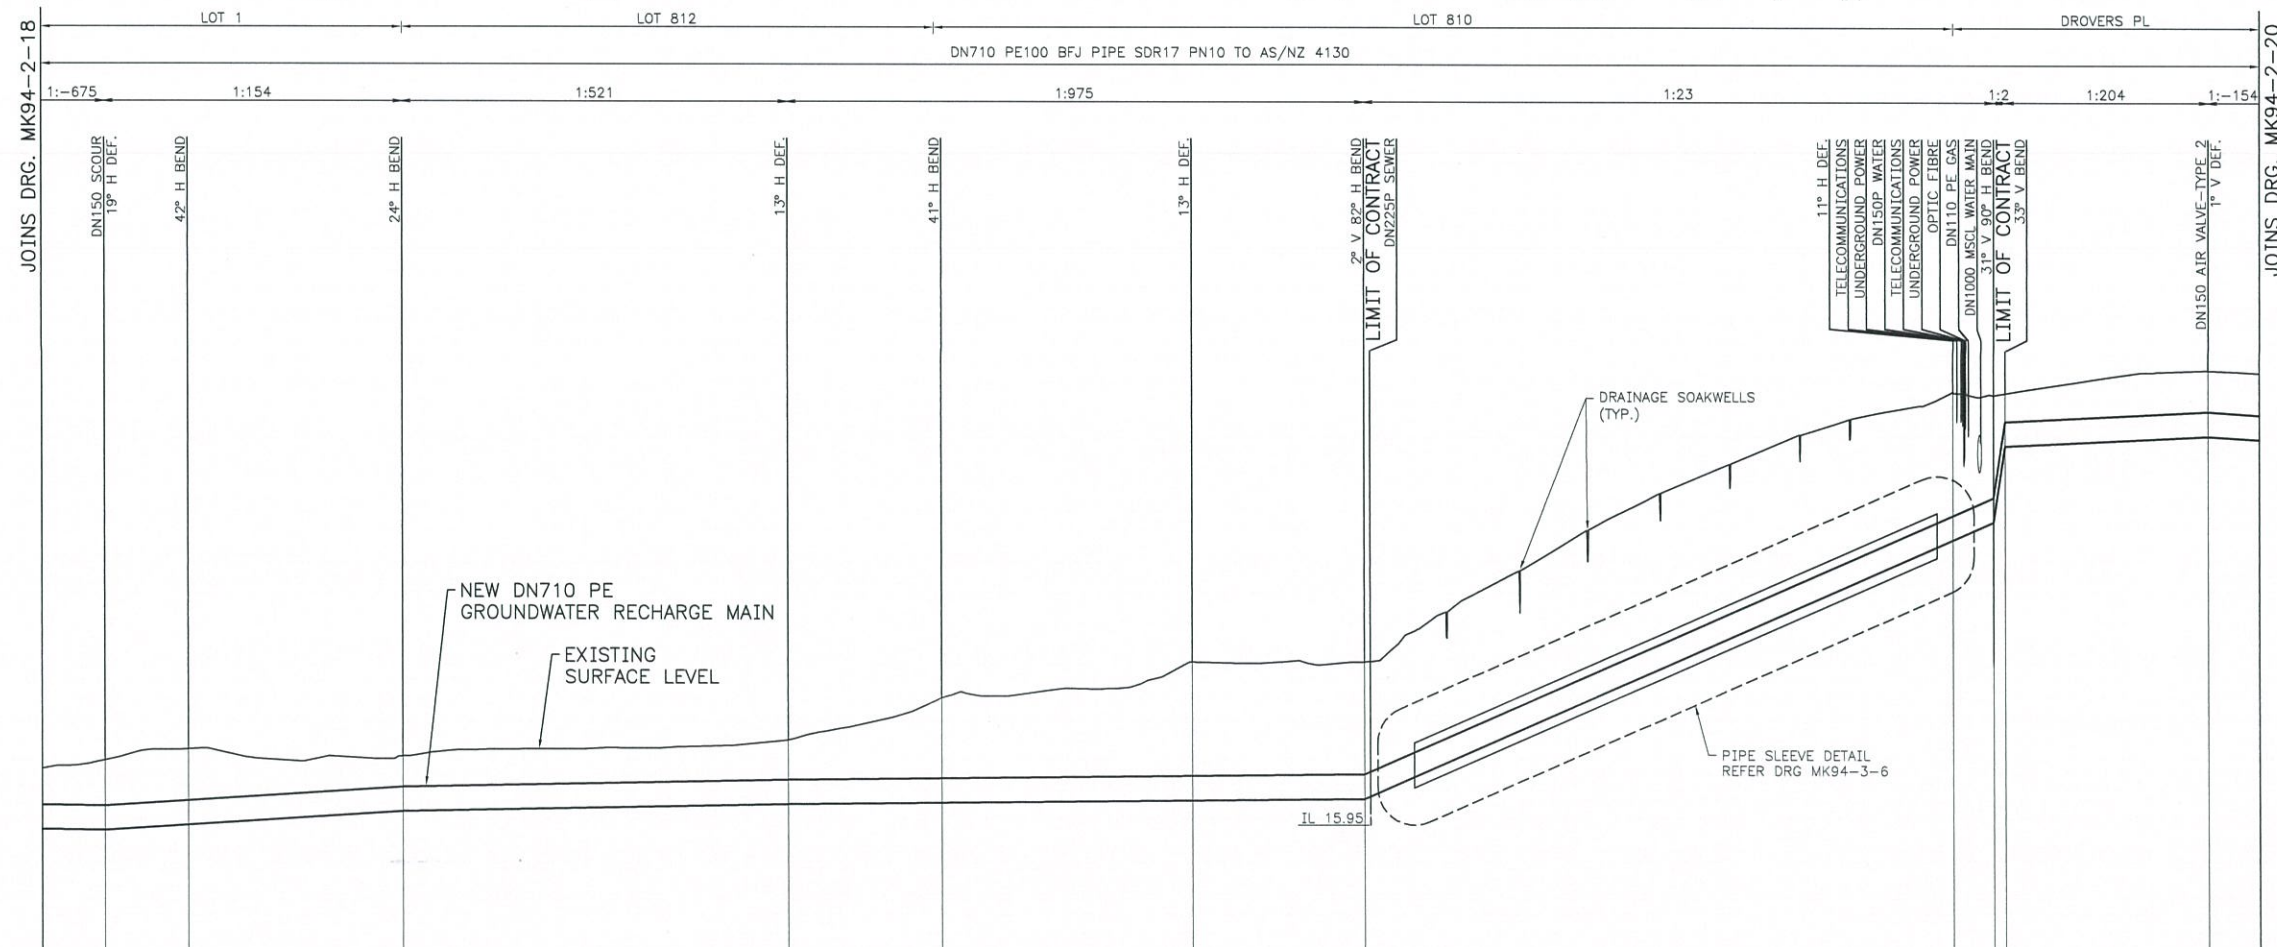 LOT 1
LOT 812
LOT 810
DROVERS PL
DN710 PE100 BFJ PIPE SDR17 PN10 TO AS/NZ 4130
1:-675
1:154
1:521
1:975
1:23
1:2
1:204
1:-154
JOINS DRG. MK94-2-18
DN150 SCOUR
19° H DEF.
42° H BEND
24° H BEND
13° H DEF.
41° H BEND
13° H DEF.
2° V 82° H BEND
LIMIT OF CONTRACT
DN225P SEWER
11° H DEF.
TELECOMMUNICATIONS
UNDERGROUND POWER
DN150P WATER
TELECOMMUNICATIONS
UNDERGROUND POWER
OPTIC FIBRE
DN110 PE GAS
DN1000 MSCL WATER MAIN
31° V 90° H BEND
LIMIT OF CONTRACT
33° V BEND
DN150 AIR VALVE-TYPE 2
1° V DEF.
JOINS DRG. MK94-2-20
DRAINAGE SOAKWELLS
(TYP.)
NEW DN710 PE
GROUNDWATER RECHARGE MAIN
EXISTING
SURFACE LEVEL
PIPE SLEEVE DETAIL
REFER DRG MK94-3-6
IL 15.95